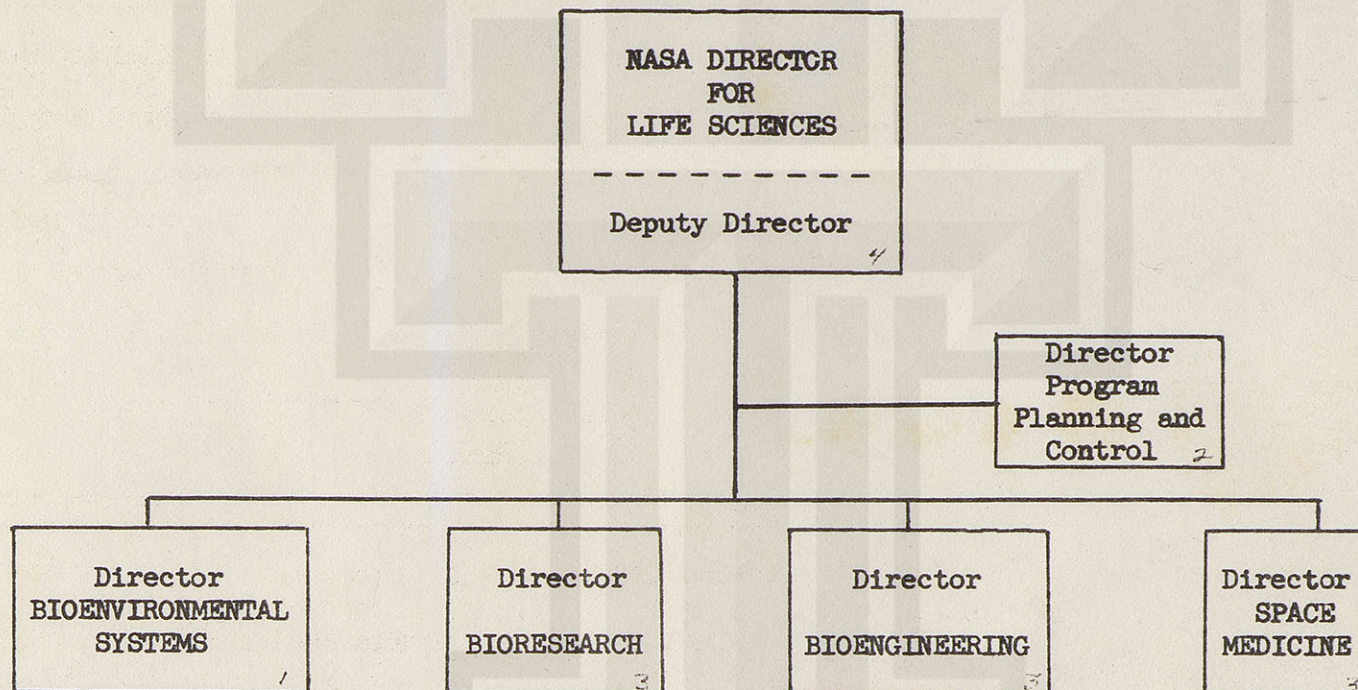 NASA DIRECTOR
FOR
LIFE SCIENCES
Deputy Director
4
Director
Program
Planning and
Control 2
Director
BIOENVIRONMENTAL
SYSTEMS
1
Director
BIORESEARCH
3
Director
BIOENGINEERING
3
Director
SPACE
MEDICINE
3